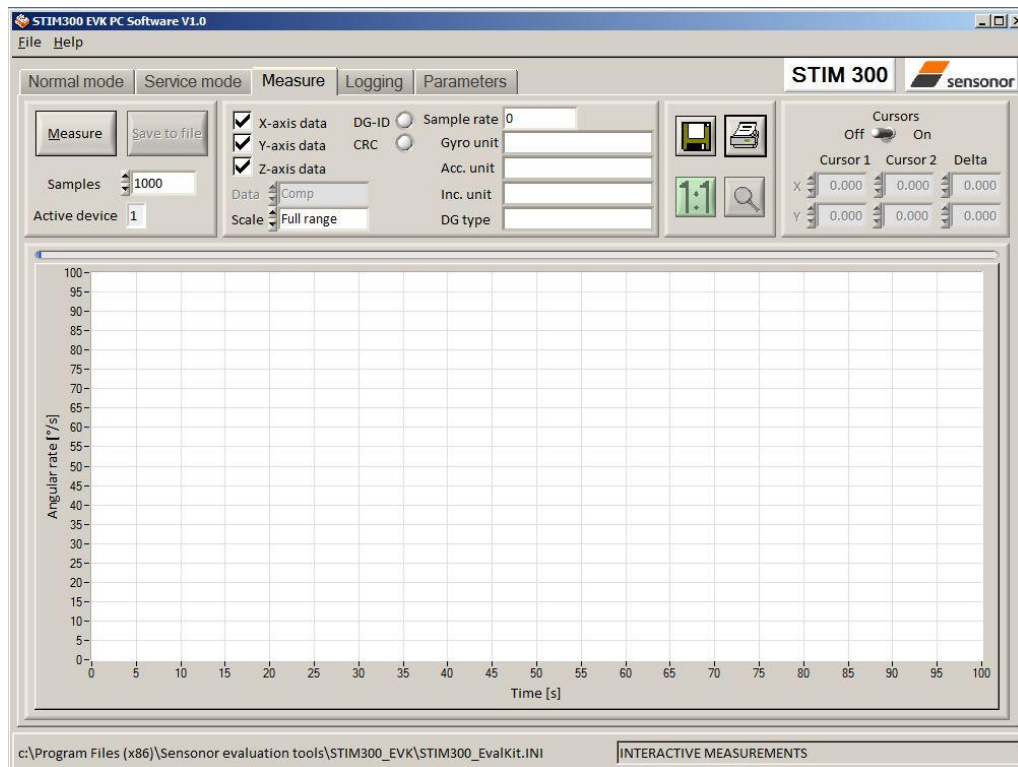 STIM300 EVK PC Software V1.0
File Help
Normal mode Service mode Measure Logging Parameters
STIM 300 sensonor
Measure Save to file
Samples 1000
Active device 1
X-axis data
Y-axis data
Z-axis data
Data Comp
Scale Full range
DG-ID
CRC
Sample rate 0
Gyro unit
Acc. unit
Inc. unit
DG type
1:1
Cursors
Off On
Cursor 1 Cursor 2 Delta
X 0.000 0.000 0.000
Y 0.000 0.000 0.000
Angular rate [°/s]
100
95
90
85
80
75
70
65
60
55
50
45
40
35
30
25
20
15
10
5
0
0 5 10 15 20 25 30 35 40 45 50 55 60 65 70 75 80 85 90 95 100
Time [s]
c:\Program Files (x86)\Sensonor evaluation tools\STIM300_EVK\STIM300_EvalKit.INI
INTERACTIVE MEASUREMENTS